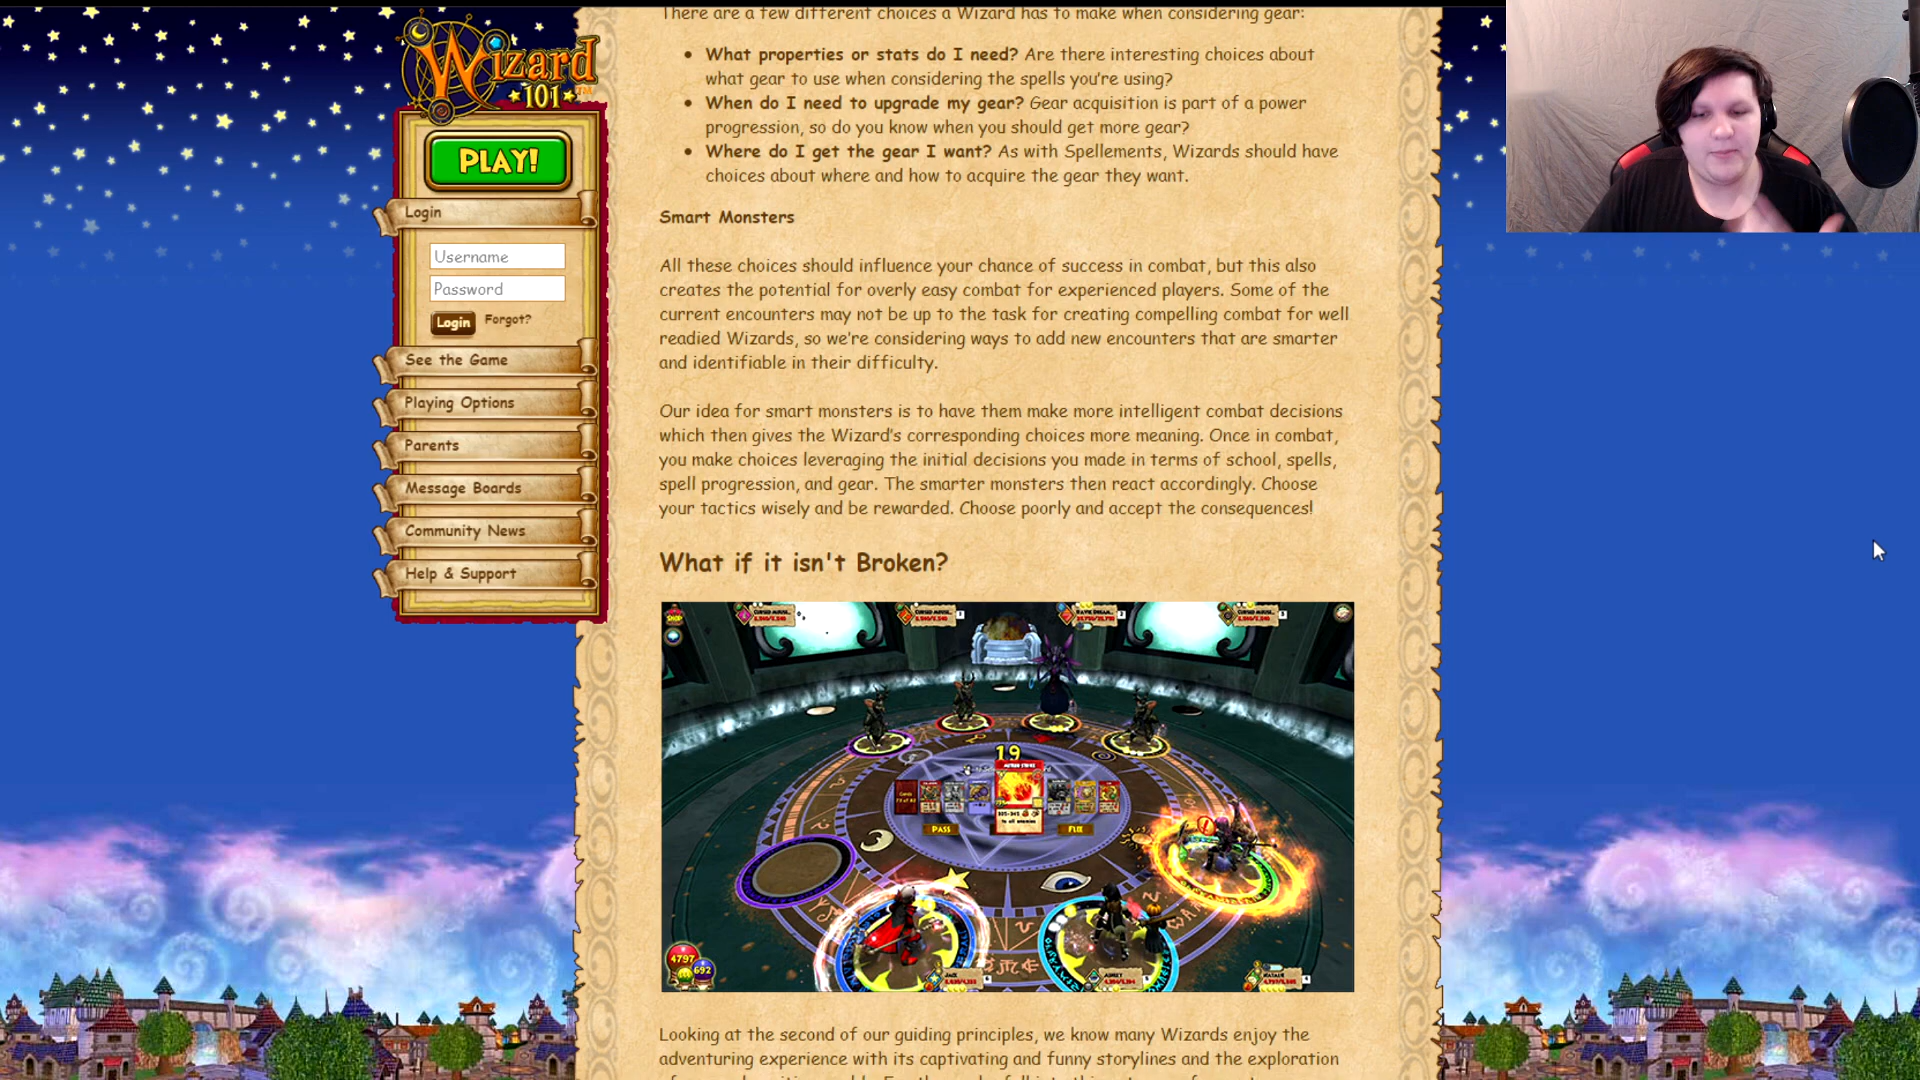 Wizard
101
PLAY!
Login
Username
Password
Login
Forgot?
See the Game
Playing Options
Parents
Message Boards
Community News
Help & Support
There are a few different choices a Wizard has to make when considering gear:
What properties or stats do I need? Are there interesting choices about
what gear to use when considering the spells you're using?
When do I need to upgrade my gear? Gear acquisition is part of a power
progression, so do you know when you should get more gear?
Where do I get the gear I want? As with Spellements, Wizards should have
choices about where and how to acquire the gear they want.
Smart Monsters
All these choices should influence your chance of success in combat, but this also
creates the potential for overly easy combat for experienced players. Some of the
current encounters may not be up to the task for creating compelling combat for well
readied Wizards, so we're considering ways to add new encounters that are smarter
and identifiable in their difficulty.
Our idea for smart monsters is to have them make more intelligent combat decisions
which then gives the Wizard's corresponding choices more meaning. Once in combat,
you make choices leveraging the initial decisions you made in terms of school, spells,
spell progression, and gear. The smarter monsters then react accordingly. Choose
your tactics wisely and be rewarded. Choose poorly and accept the consequences!
What if it isn't Broken?
19
PASS
FLEE
4797
692
Looking at the second of our guiding principles, we know many Wizards enjoy the
adventuring experience with its captivating and funny storylines and the exploration